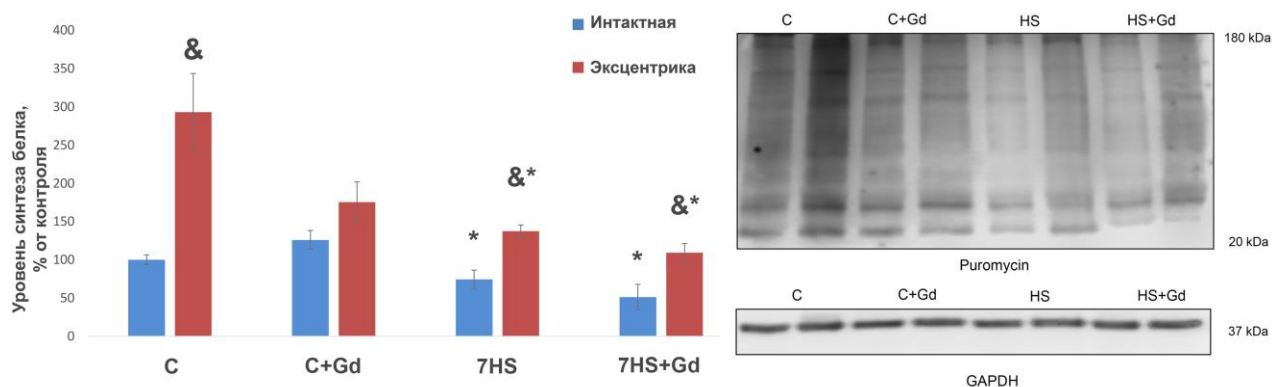 Уровень синтеза белка,
% от контроля
400
350
300
250
200
150
100
50
0
&
&*
&*
*
*
C
C+Gd
7HS
7HS+Gd
Интактная
Эксцентрика
C C+Gd HS HS+Gd
180 kDa
20 kDa
Puromycin
C C+Gd HS HS+Gd
37 kDa
GAPDH